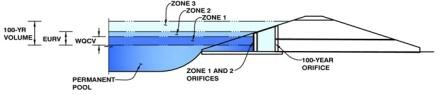 ZONE 3
ZONE 2
ZONE 1
100-YR
VOLUME
EURV
WQCV
PERMANENT
POOL
ZONE 1 AND 2
ORIFICES
100-YEAR
ORIFICE